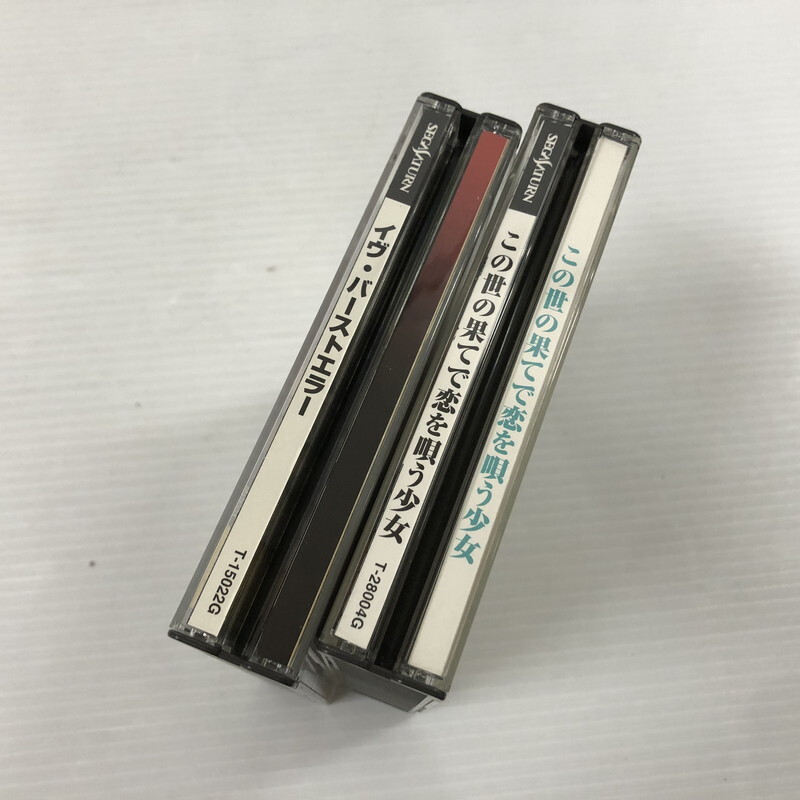 SEGA SATURN
イヴ・バーストエラー
T-15022G
SEGA SATURN
この世の果てで恋を唄う少女
T-28004G
この世の果てで恋を唄う少女